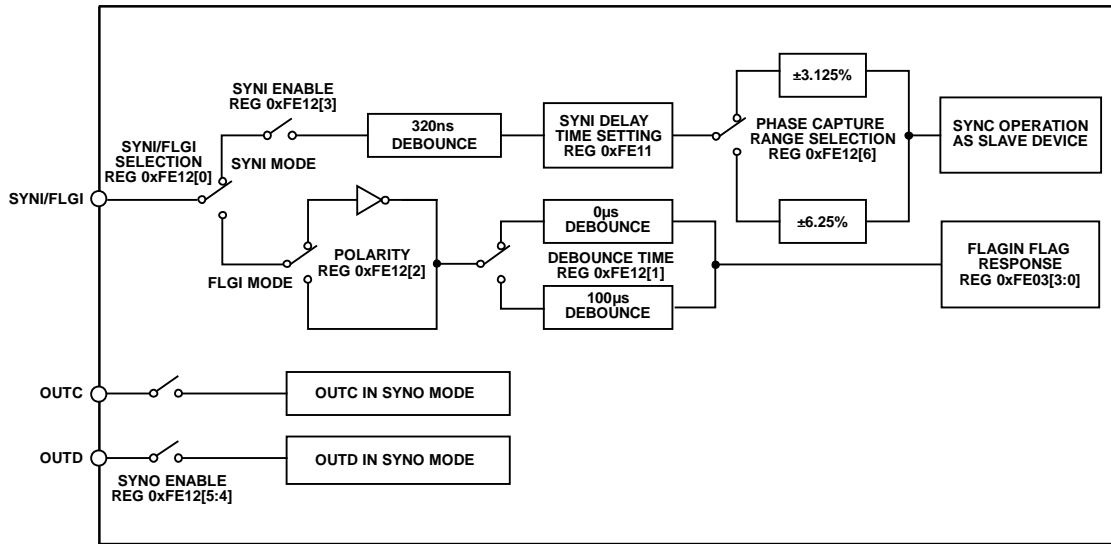 SYNI ENABLE
REG 0xFE12[3]
±3.125%
320ns
DEBOUNCE
SYNI DELAY
TIME SETTING
REG 0xFE11
PHASE CAPTURE
RANGE SELECTION
REG 0xFE12[6]
SYNC OPERATION
AS SLAVE DEVICE
SYNI/FLGI
SELECTION
REG 0xFE12[0]
SYNI MODE
SYNI/FLGI
±6.25%
0µs
DEBOUNCE
POLARITY
REG 0xFE12[2]
DEBOUNCE TIME
REG 0xFE12[1]
FLGI MODE
100µs
DEBOUNCE
FLAGIN FLAG
RESPONSE
REG 0xFE03[3:0]
OUTC
OUTC IN SYNO MODE
OUTD
OUTD IN SYNO MODE
SYNO ENABLE
REG 0xFE12[5:4]